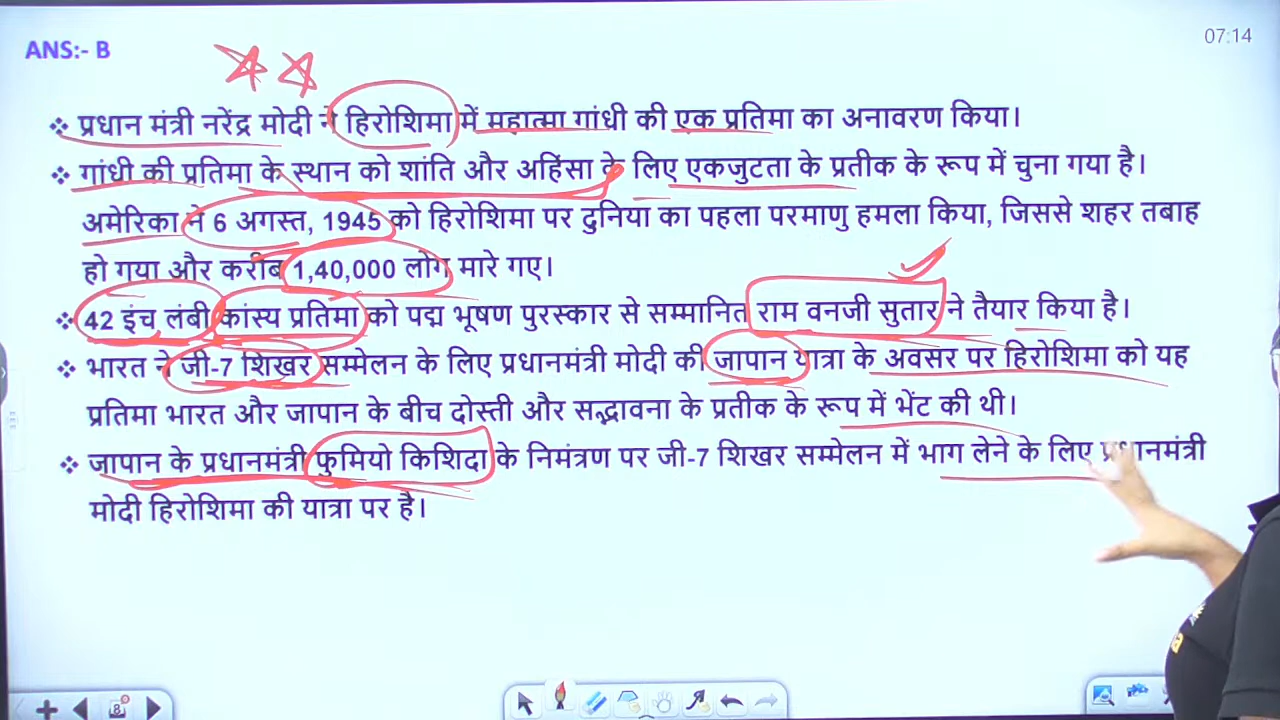 ANS:- B
07:14
❖ प्रधान मंत्री नरेंद्र मोदी ने हिरोशिमा में महात्मा गांधी की एक प्रतिमा का अनावरण किया।
❖ गांधी की प्रतिमा के स्थान को शांति और अहिंसा के लिए एकजुटता के प्रतीक के रूप में चुना गया है।
अमेरिका ने 6 अगस्त, 1945 को हिरोशिमा पर दुनिया का पहला परमाणु हमला किया, जिससे शहर तबाह
हो गया और करीब 1,40,000 लोग मारे गए।
❖ 42 इंच लंबी कांस्य प्रतिमा को पद्म भूषण पुरस्कार से सम्मानित राम वनजी सुतार ने तैयार किया है।
❖ भारत ने जी-7 शिखर सम्मेलन के लिए प्रधानमंत्री मोदी की जापान यात्रा के अवसर पर हिरोशिमा को यह
प्रतिमा भारत और जापान के बीच दोस्ती और सद्भावना के प्रतीक के रूप में भेंट की थी।
❖ जापान के प्रधानमंत्री फुमियो किशिदा के निमंत्रण पर जी-7 शिखर सम्मेलन में भाग लेने के लिए प्रधानमंत्री
मोदी हिरोशिमा की यात्रा पर है।
8